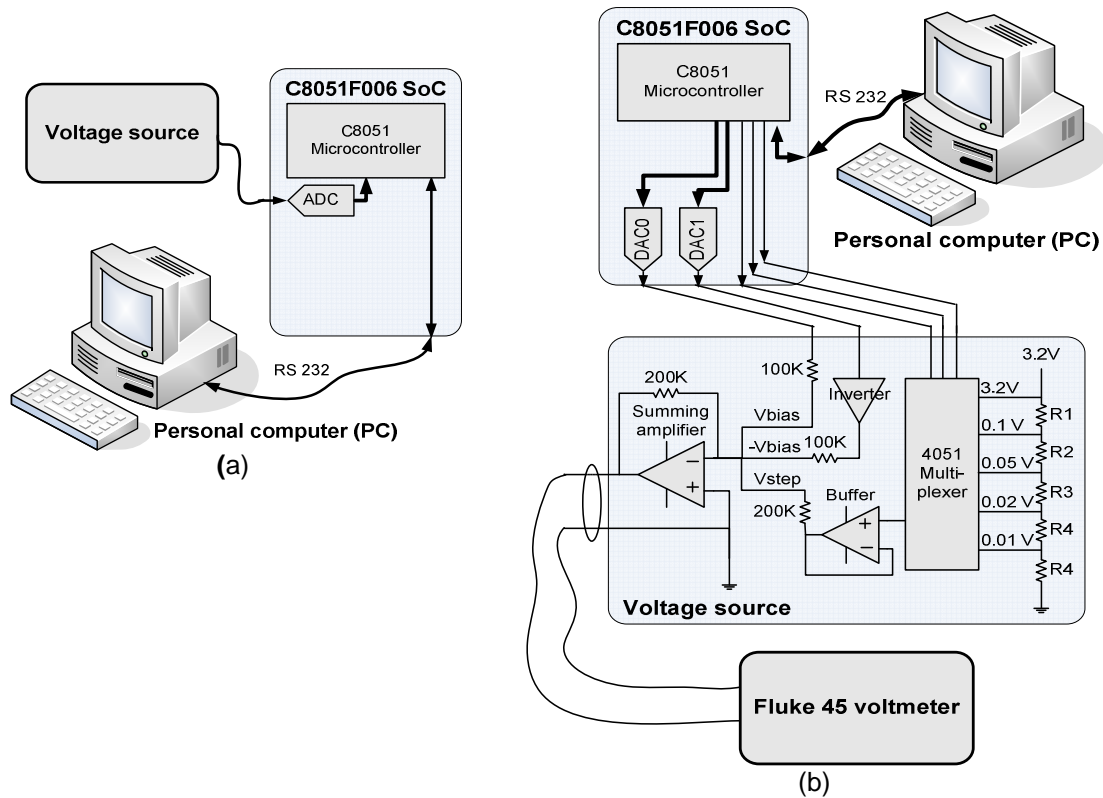 C8051F006 SoC
C8051
Microcontroller
Voltage source
ADC
RS 232
Personal computer (PC)
(a)
C8051F006 SoC
C8051
Microcontroller
RS 232
DAC0
DAC1
Personal computer (PC)
3.2V
100K
200K
Inverter
3.2V
R1
Summing
amplifier
Vbias
0.1 V
-Vbias
100K
R2
4051
Multi-
plexer
0.05 V
Vstep
R3
200K
Buffer
0.02 V
R4
0.01 V
R4
−
+
+
−
Voltage source
Fluke 45 voltmeter
(b)